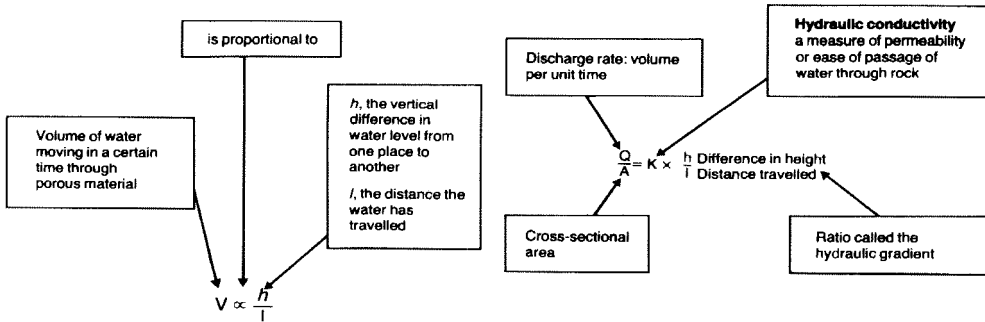 is proportional to
Volume of water
moving in a certain
time through
porous material
h, the vertical
difference in
water level from
one place to
another
l, the distance the
water has
travelled
V ∝ h/l
Discharge rate: volume
per unit time
Hydraulic conductivity
a measure of permeability
or ease of passage of
water through rock
Q/A = K × h/l Difference in height
Distance travelled
Cross-sectional
area
Ratio called the
hydraulic gradient